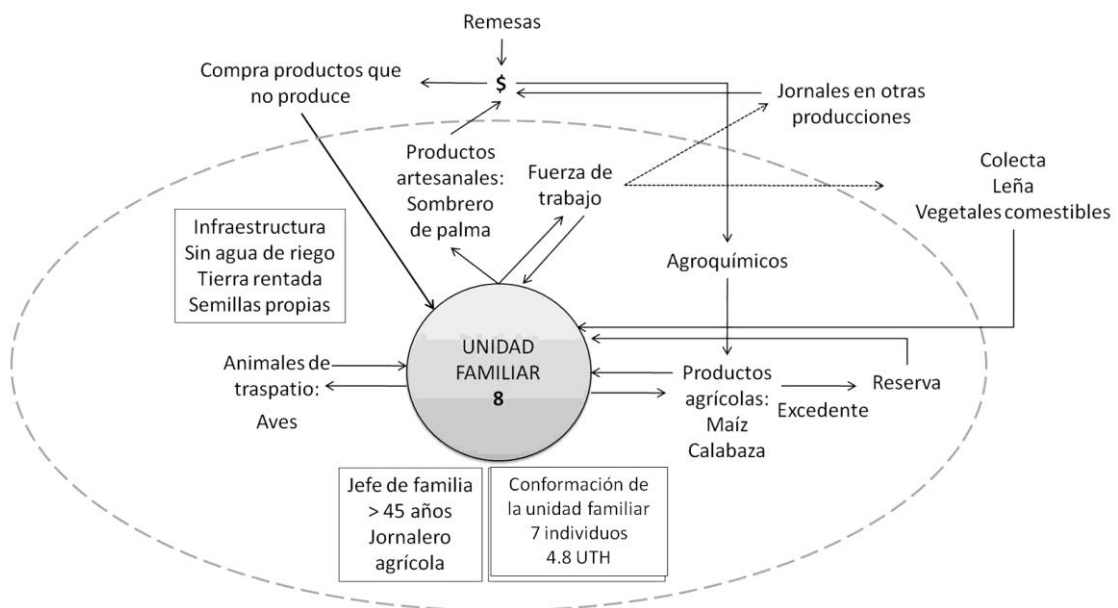 Remesas
Compra productos que
no produce
$
Jornales en otras
producciones
Productos
artesanales:
Sombrero
de palma
Fuerza de
trabajo
Colecta
Leña
Vegetales comestibles
Infraestructura
Sin agua de riego
Tierra rentada
Semillas propias
Agroquímicos
UNIDAD
FAMILIAR
8
Animales de
traspatio:
Aves
Productos
agrícolas:
Maíz
Calabaza
Excedente
Reserva
Jefe de familia
> 45 años
Jornalero
agrícola
Conformación de
la unidad familiar
7 individuos
4.8 UTH